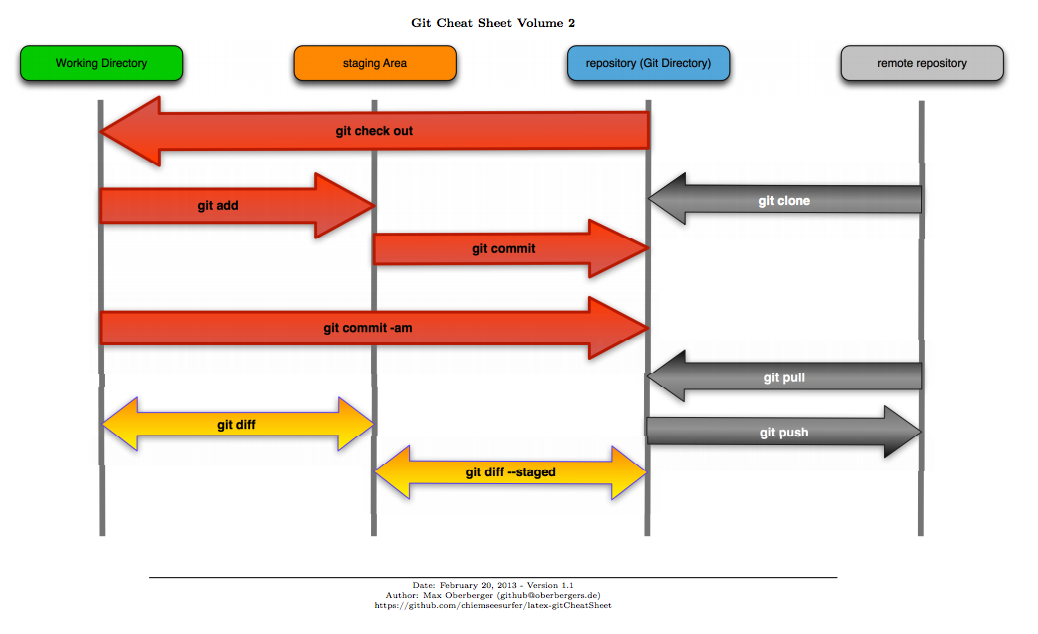 Git Cheat Sheet Volume 2
Working Directory
staging Area
repository (Git Directory)
remote repository
git check out
git add
git clone
git commit
git commit -am
git pull
git diff
git push
git diff --staged
Date: February 20, 2013 - Version 1.1
Author: Max Oberberger (github@oberbergers.de)
https://github.com/chiemseesurfer/latex-gitCheatSheet